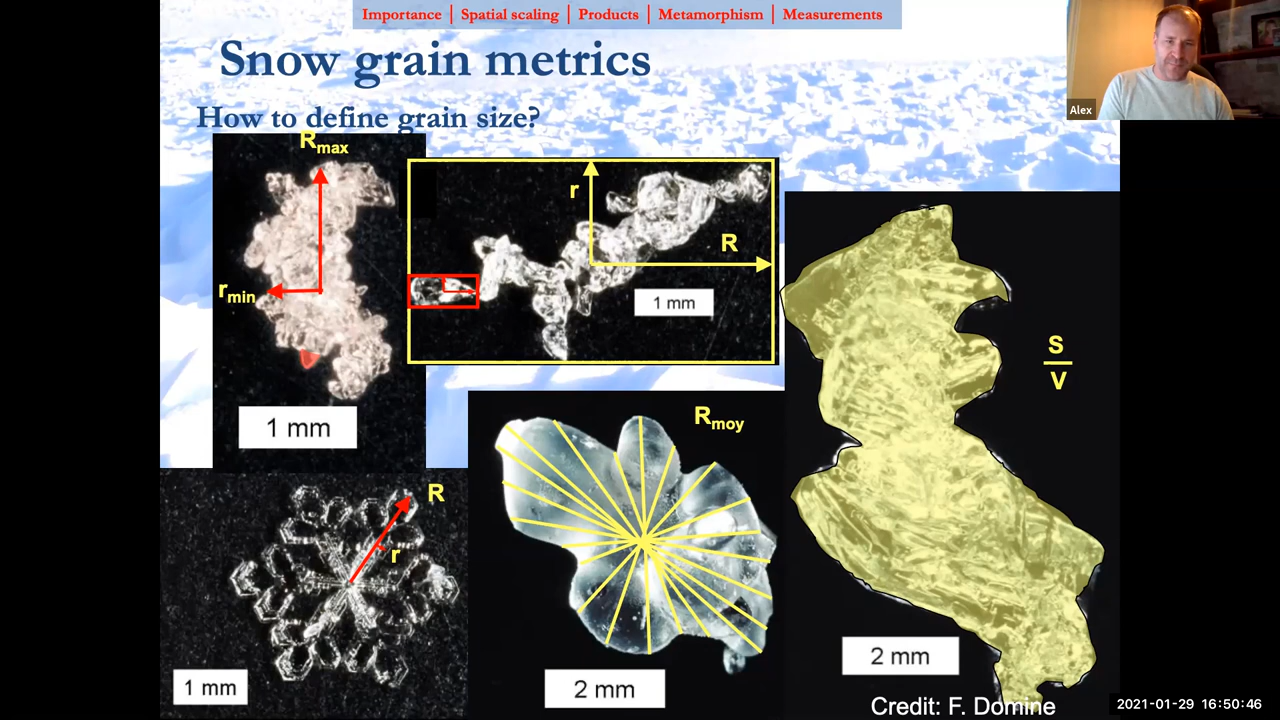 Importance | Spatial scaling | Products | Metamorphism | Measurements
Snow grain metrics
How to define grain size?
Alex
Rmax
rmin
1 mm
r
R
1 mm
S
V
R
r
1 mm
Rmoy
2 mm
2 mm
Credit: F. Domine
2021-01-29 16:50:46